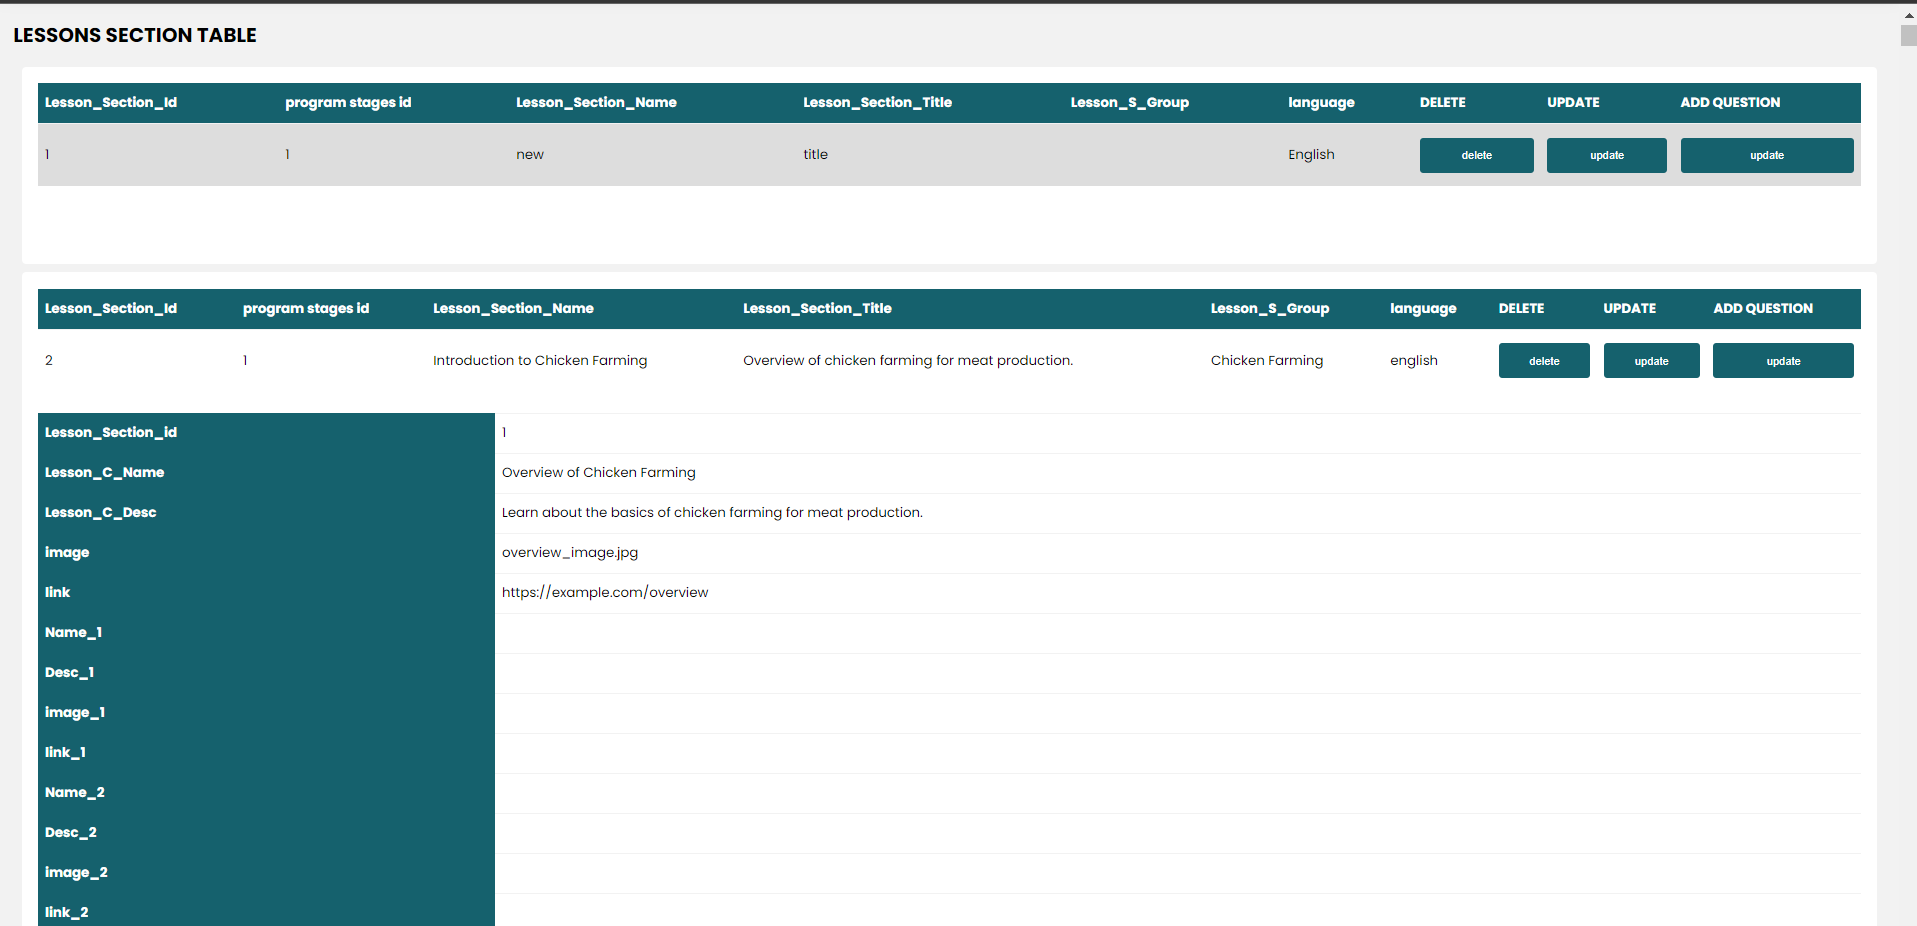 LESSONS SECTION TABLE
Lesson_Section_Id program stages id Lesson_Section_Name Lesson_Section_Title Lesson_S_Group language DELETE UPDATE ADD QUESTION
1 1 new title English delete update update
Lesson_Section_Id program stages id Lesson_Section_Name Lesson_Section_Title Lesson_S_Group language DELETE UPDATE ADD QUESTION
2 1 Introduction to Chicken Farming Overview of chicken farming for meat production. Chicken Farming english delete update update
Lesson_Section_id 1
Lesson_C_Name Overview of Chicken Farming
Lesson_C_Desc Learn about the basics of chicken farming for meat production.
image overview_image.jpg
link https://example.com/overview
Name_1
Desc_1
image_1
link_1
Name_2
Desc_2
image_2
link_2